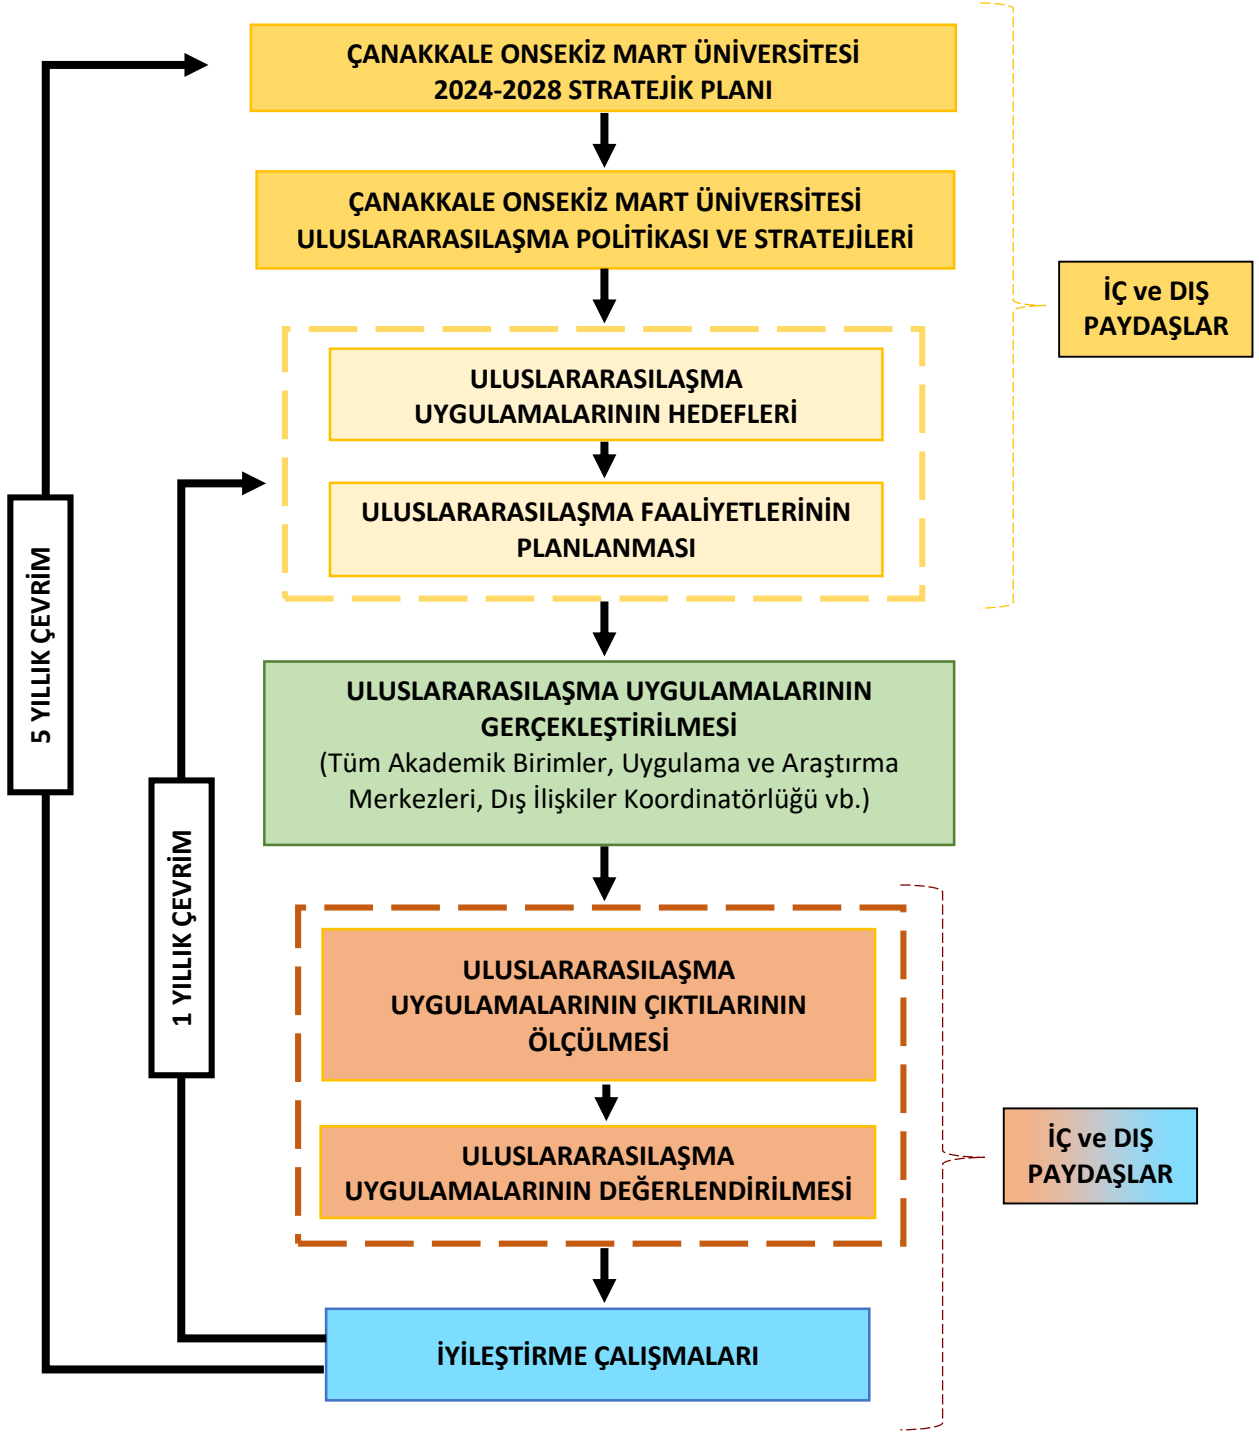 ÇANAKKALE ONSEKİZ MART ÜNİVERSİTESİ
2024-2028 STRATEJİK PLANI
ÇANAKKALE ONSEKİZ MART ÜNİVERSİTESİ
ULUSLARARASILAŞMA POLİTİKASI VE STRATEJİLERİ
İÇ ve DIŞ
PAYDAŞLAR
ULUSLARARASILAŞMA
UYGULAMALARININ HEDEFLERİ
ULUSLARARASILAŞMA FAALİYETLERİNİN
PLANLANMASI
5 YILLIK ÇEVRİM
1 YILLIK ÇEVRİM
ULUSLARARASILAŞMA UYGULAMALARININ
GERÇEKLEŞTİRİLMESİ
(Tüm Akademik Birimler, Uygulama ve Araştırma
Merkezleri, Dış İlişkiler Koordinatörlüğü vb.)
ULUSLARARASILAŞMA
UYGULAMALARININ ÇIKTILARININ
ÖLÇÜLMESİ
ULUSLARARASILAŞMA
UYGULAMALARININ DEĞERLENDİRİLMESİ
İÇ ve DIŞ
PAYDAŞLAR
İYİLEŞTİRME ÇALIŞMALARI